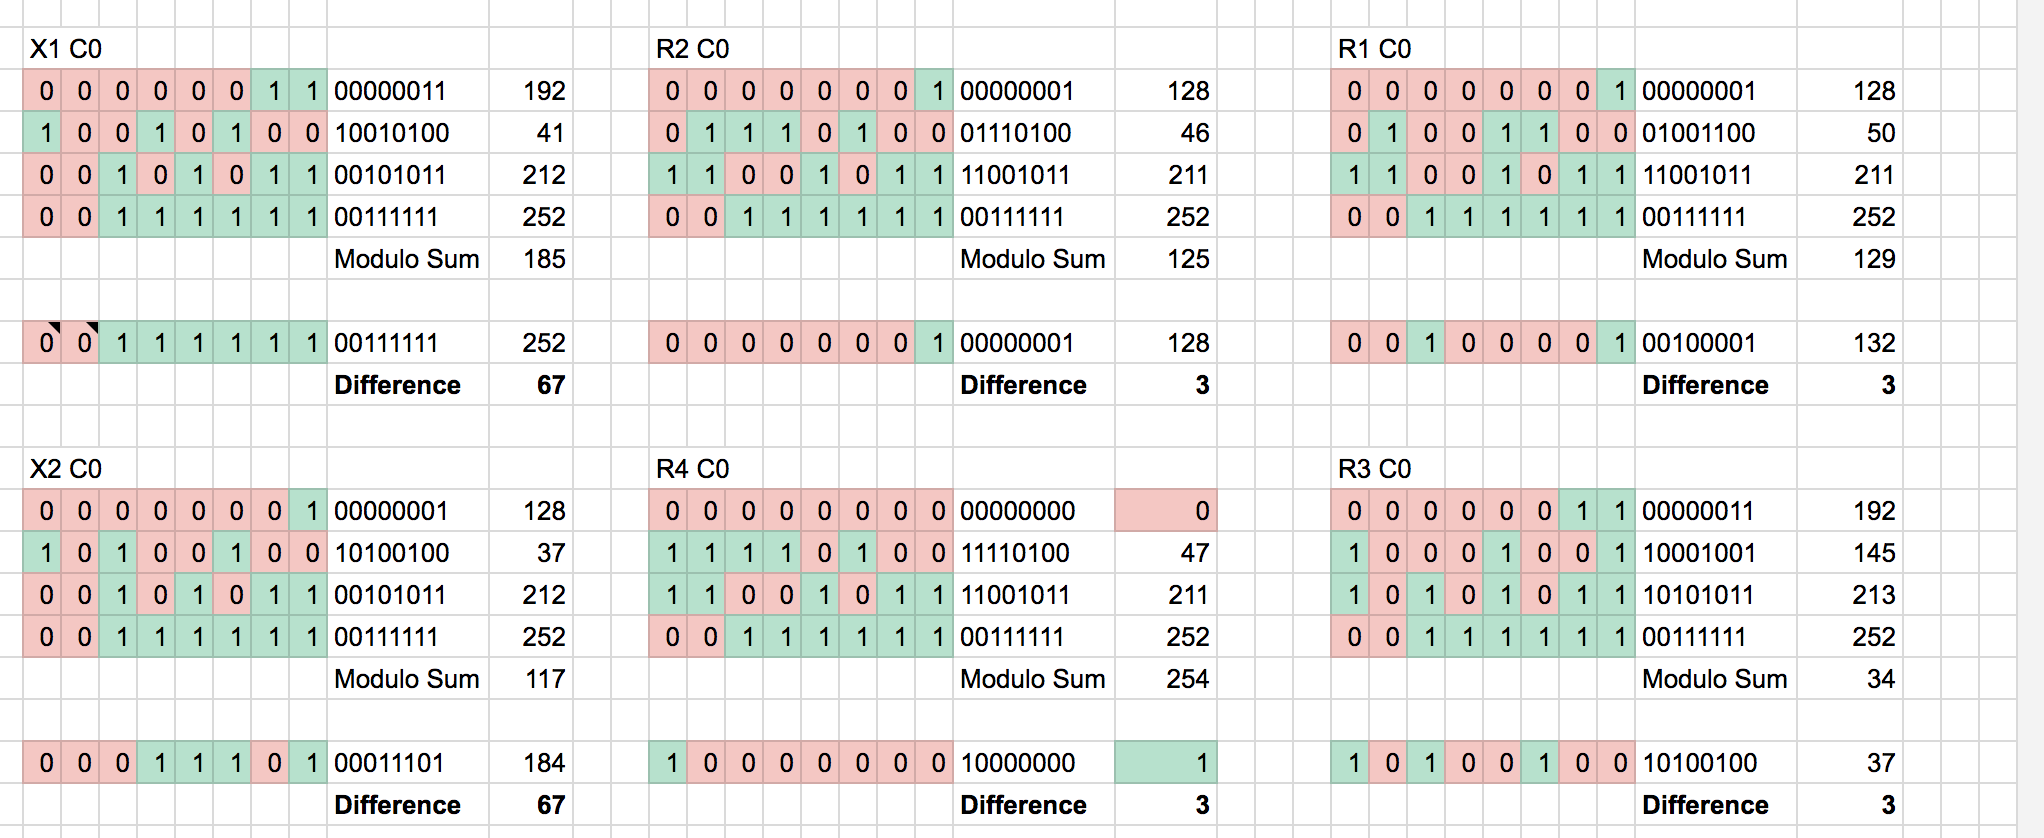 X1 C0 R2 C0 R1 C0
0 0 0 0 0 0 1 1 00000011 192 0 0 0 0 0 0 0 1 00000001 128 0 0 0 0 0 0 0 1 00000001 128
1 0 0 1 0 1 0 0 10010100 41 0 1 1 1 0 1 0 0 01110100 46 0 1 0 0 1 1 0 0 01001100 50
0 0 1 0 1 0 1 1 00101011 212 1 1 0 0 1 0 1 1 11001011 211 1 1 0 0 1 0 1 1 11001011 211
0 0 1 1 1 1 1 1 00111111 252 0 0 1 1 1 1 1 1 00111111 252 0 0 1 1 1 1 1 1 00111111 252
Modulo Sum 185 Modulo Sum 125 Modulo Sum 129
0 0 1 1 1 1 1 1 00111111 252 0 0 0 0 0 0 0 1 00000001 128 0 0 1 0 0 0 0 1 00100001 132
Difference 67 Difference 3 Difference 3
X2 C0 R4 C0 R3 C0
0 0 0 0 0 0 0 1 00000001 128 0 0 0 0 0 0 0 0 00000000 0 0 0 0 0 0 0 1 1 00000011 192
1 0 1 0 0 1 0 0 10100100 37 1 1 1 1 0 1 0 0 11110100 47 1 0 0 0 1 0 0 1 10001001 145
0 0 1 0 1 0 1 1 00101011 212 1 1 0 0 1 0 1 1 11001011 211 1 0 1 0 1 0 1 1 10101011 213
0 0 1 1 1 1 1 1 00111111 252 0 0 1 1 1 1 1 1 00111111 252 0 0 1 1 1 1 1 1 00111111 252
Modulo Sum 117 Modulo Sum 254 Modulo Sum 34
0 0 0 1 1 1 0 1 00011101 184 1 0 0 0 0 0 0 0 10000000 1 1 0 1 0 0 1 0 0 10100100 37
Difference 67 Difference 3 Difference 3